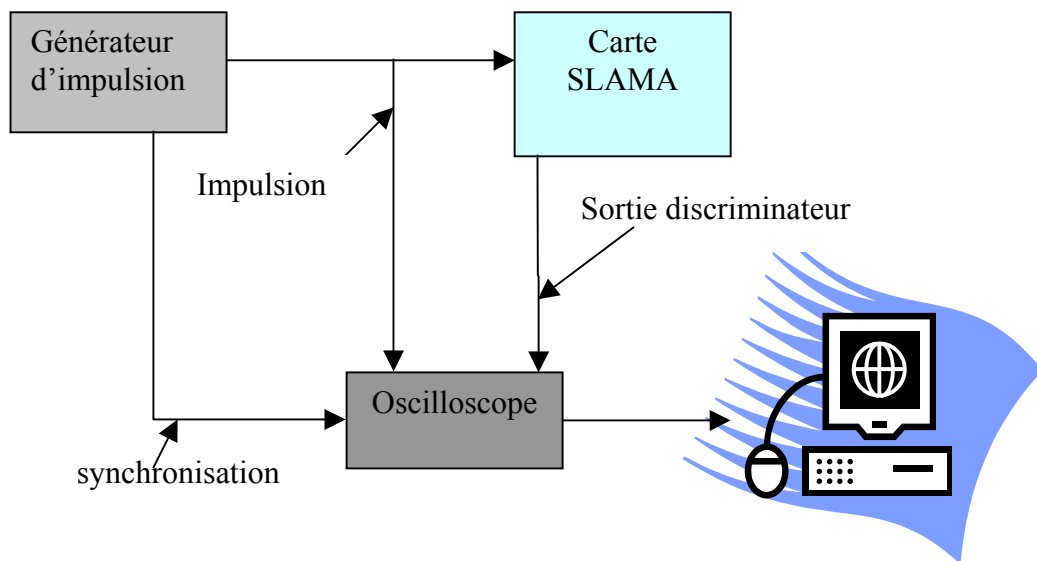 Générateur
d’impulsion
Carte
SLAMA
Impulsion
Sortie discriminateur
Oscilloscope
synchronisation